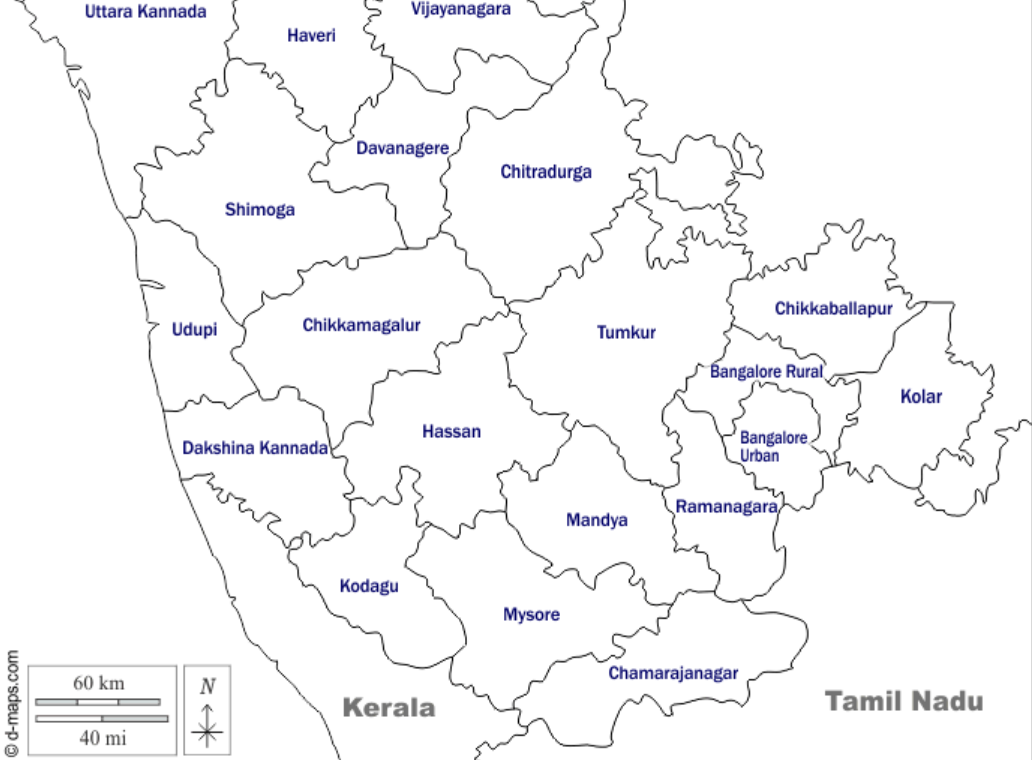 Uttara Kannada
Vijayanagara
Haveri
Davanagere
Chitradurga
Shimoga
Chikkaballapur
Udupi
Chikkamagalur
Tumkur
Bangalore Rural
Kolar
Hassan
Bangalore
Urban
Dakshina Kannada
Ramanagara
Mandya
Kodagu
Mysore
Chamarajanagar
Kerala
Tamil Nadu
60 km
40 mi
N
© d-maps.com